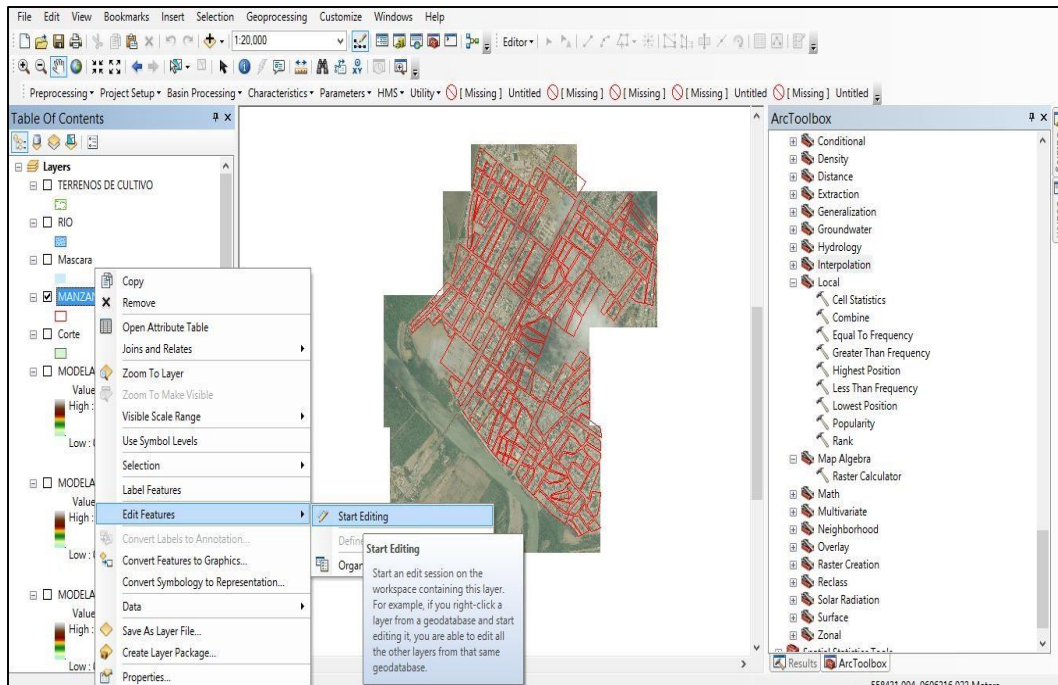 File Edit View Bookmarks Insert Selection Geoprocessing Customize Windows Help
1:20,000 Editor
Preprocessing Project Setup Basin Processing Characteristics Parameters HMS Utility [ Missing ] Untitled [ Missing ] [ Missing ] Untitled [ Missing ] [ Missing ] Untitled [ Missing ] Untitled
Table Of Contents
Layers
TERRENOS DE CULTIVO
RIO
Mascara
MANZAN
Corte
MODELA
Value
High :
Low : 
MODELA
Value
High :
Low : 
MODELA
Value
High :
Low :
Copy
Remove
Open Attribute Table
Joins and Relates
Zoom To Layer
Zoom To Make Visible
Visible Scale Range
Use Symbol Levels
Selection
Label Features
Edit Features
Convert Labels to Annotation...
Convert Features to Graphics...
Convert Symbology to Representation...
Data
Save As Layer File...
Create Layer Package...
Properties...
Start Editing
Define
Organ
Start Editing
Start an edit session on the
workspace containing this layer.
For example, if you right-click a
layer from a geodatabase and start
editing it, you are able to edit all
the other layers from that same
geodatabase.
ArcToolbox
Conditional
Density
Distance
Extraction
Generalization
Groundwater
Hydrology
Interpolation
Local
Cell Statistics
Combine
Equal To Frequency
Greater Than Frequency
Highest Position
Less Than Frequency
Lowest Position
Popularity
Rank
Map Algebra
Raster Calculator
Math
Multivariate
Neighborhood
Overlay
Raster Creation
Reclass
Solar Radiation
Surface
Zonal
Spatial Statistics Tools
Results ArcToolbox